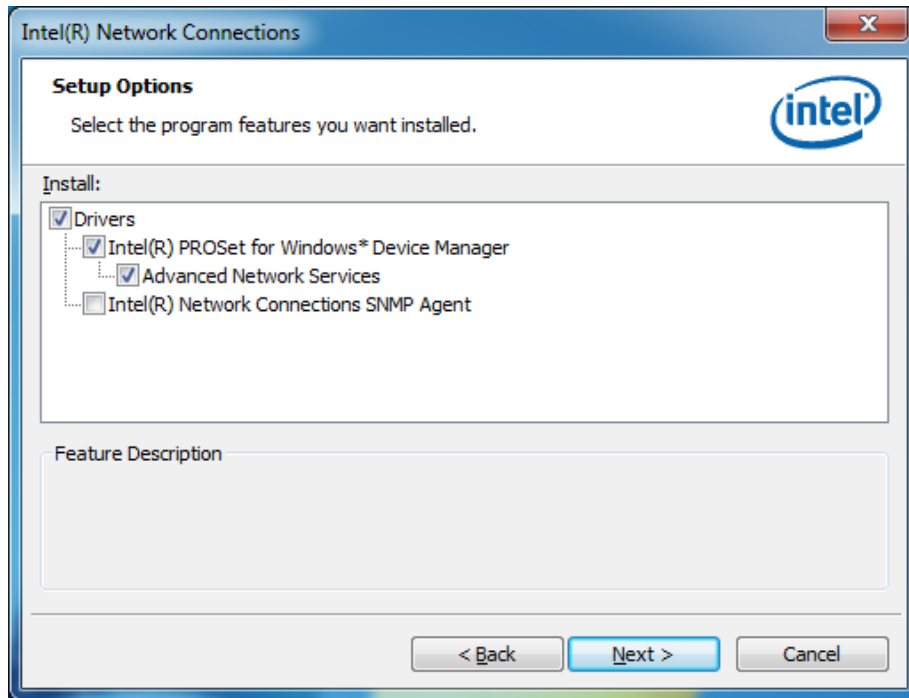 Intel(R) Network Connections
Setup Options
Select the program features you want installed.
intel
Install:
Drivers
Intel(R) PROSet for Windows* Device Manager
Advanced Network Services
Intel(R) Network Connections SNMP Agent
Feature Description
< Back
Next >
Cancel